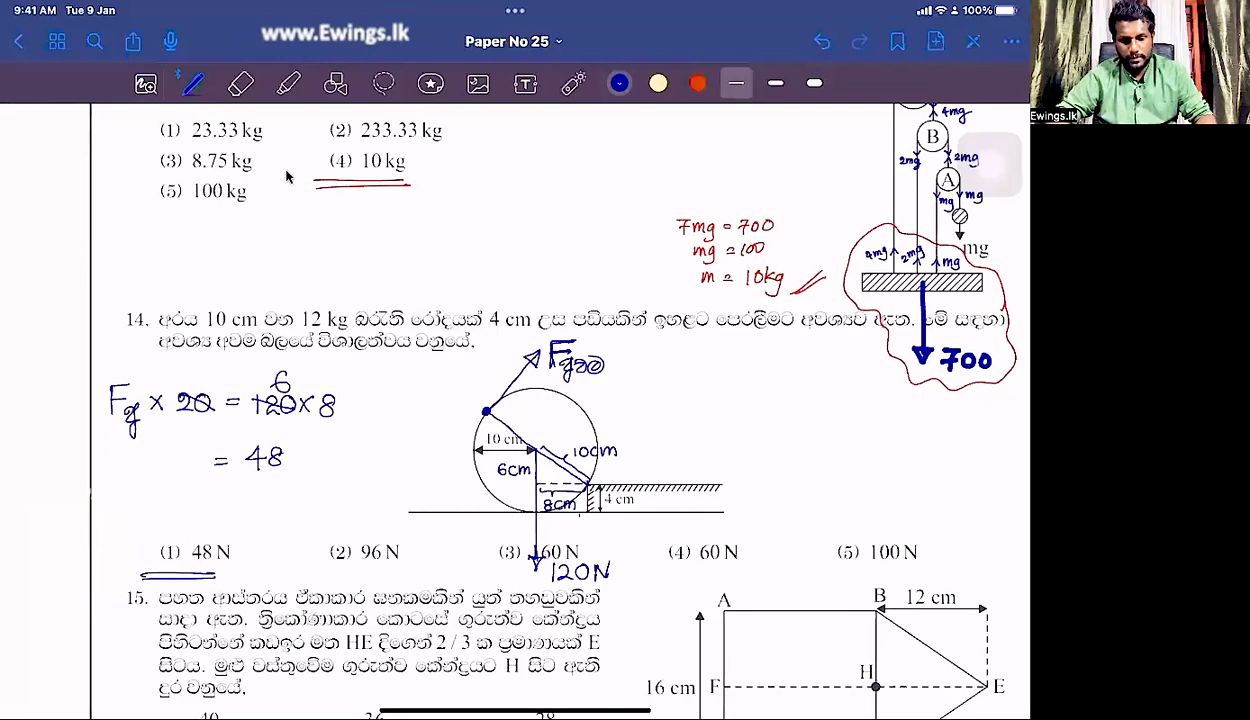 9:41 AM Tue 9 Jan
100%
www.Ewings.lk
Paper No 25
Ewings.lk
(1) 23.33 kg
(2) 233.33 kg
(3) 8.75 kg
(4) 10 kg
(5) 100 kg
4mg
B
2mg
2mg
A
mg
mg
mg
4mg
2mg
mg
7mg = 700
mg = 100
m = 10kg
700
14. අරය 10 cm වන 12 kg බරැති රෝදයක් 4 cm උස පඩියකින් ඉහළට පෙරලීමට අවශ්‍යව ඇත. මේ සඳහා
අවශ්‍ය අවම බලයේ විශාලත්වය වනුයේ,
F අවම
6
F × 20 = 120 × 8
= 48
10 cm
10cm
6cm
8cm
4 cm
120N
(1) 48 N
(2) 96 N
(3) 160 N
(4) 60 N
(5) 100 N
15. පහත ආස්තරය ඒකාකාර ඝනකමකින් යුත් තහඩුවකින්
සාදා ඇත. ත්‍රිකෝණාකාර කොටසේ ගුරුත්ව කේන්ද්‍රය
පිහිටන්නේ කඩඉර මත HE දිගෙන් 2 / 3 ක ප්‍රමාණයක් E
සිටය. මුළු වස්තුවේම ගුරුත්ව කේන්ද්‍රයට H සිට ඇති
දුර වනුයේ,
A
B
12 cm
H
16 cm
F
E